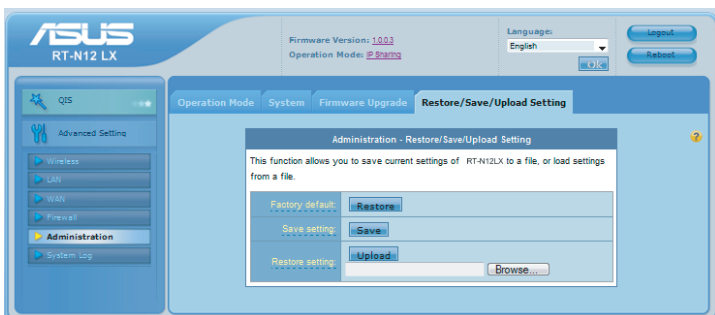 ASUS
RT-N12 LX
Firmware Version: 1.0.0.3
Operation Mode: IP Sharing
Language:
English
Ok
Logout
Reboot
QIS
Advanced Setting
Wireless
LAN
WAN
Firewall
Administration
System Log
Operation Mode System Firmware Upgrade Restore/Save/Upload Setting
Administration - Restore/Save/Upload Setting
This function allows you to save current settings of RT-N12LX to a file, or load settings
from a file.
Factory default: Restore
Save setting: Save
Restore setting: Upload
Browse...